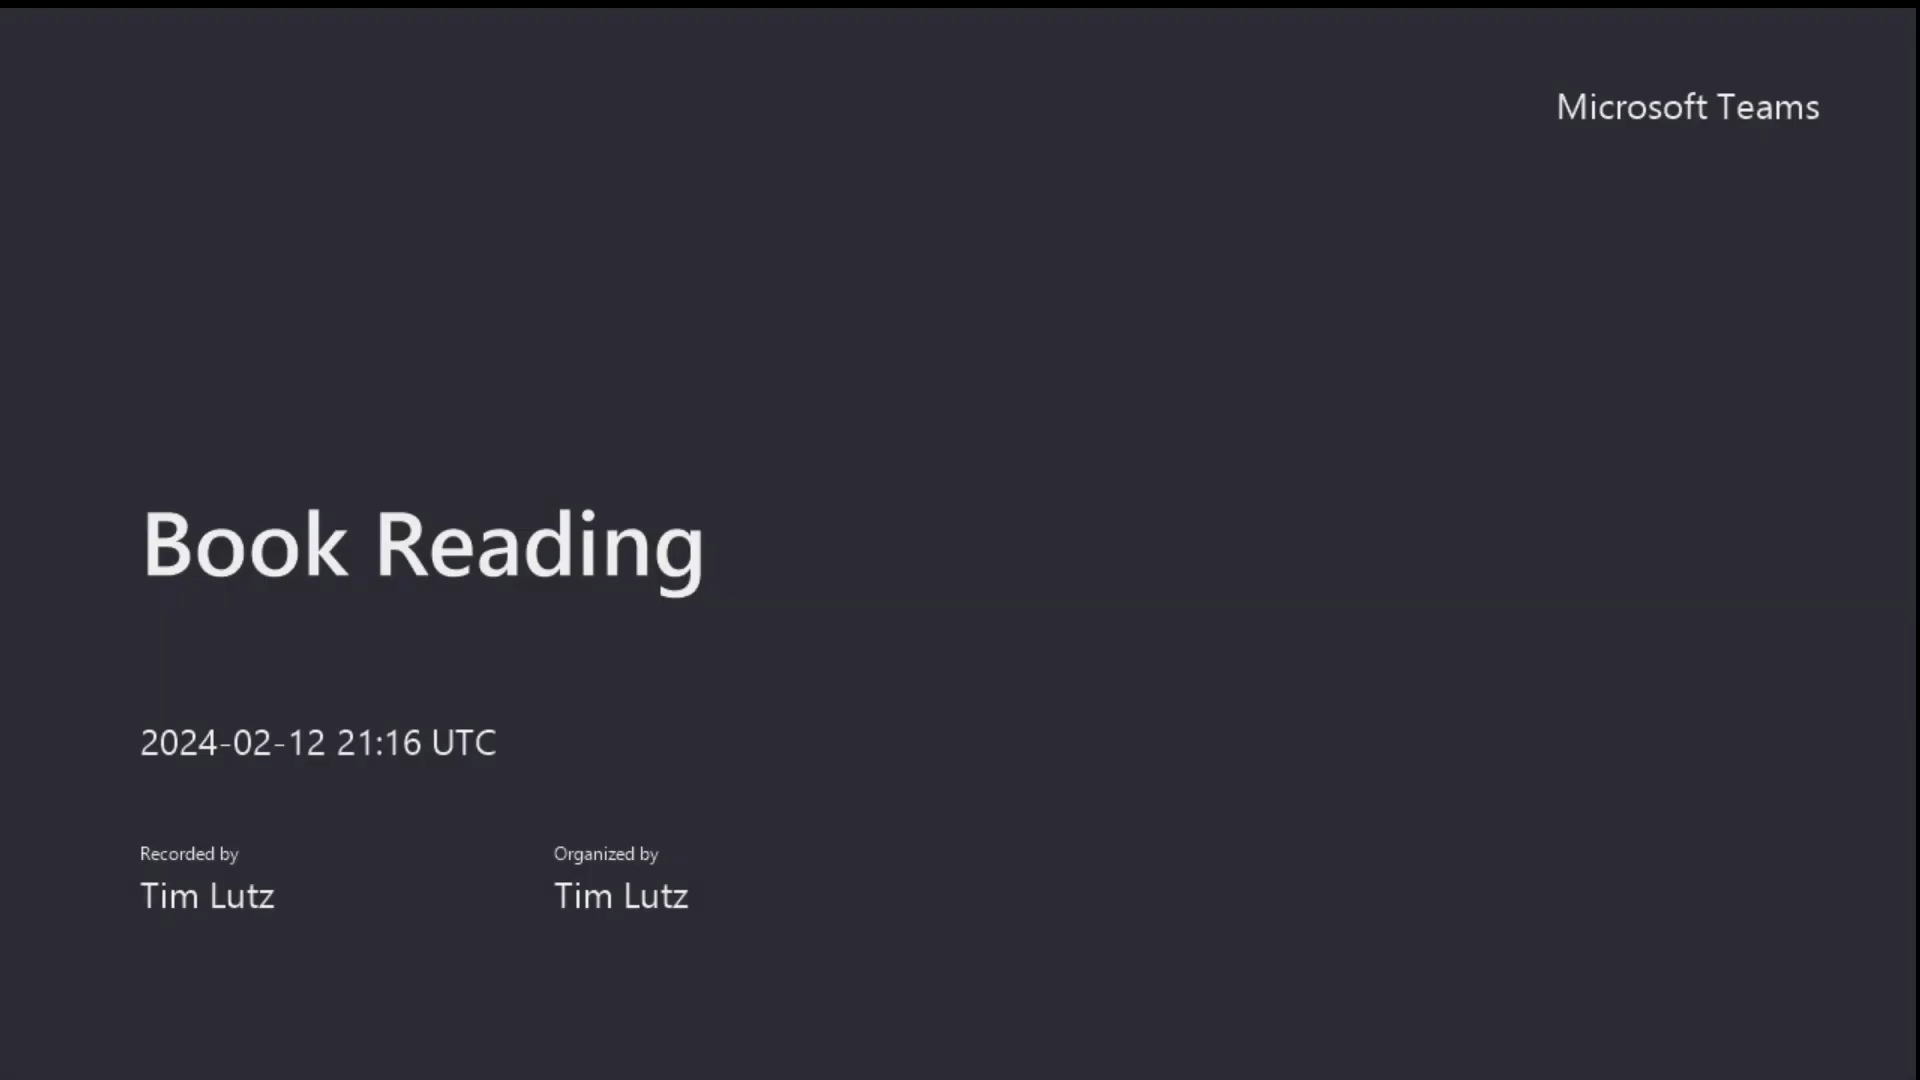 Microsoft Teams
Book Reading
2024-02-12 21:16 UTC
Recorded by
Tim Lutz
Organized by
Tim Lutz